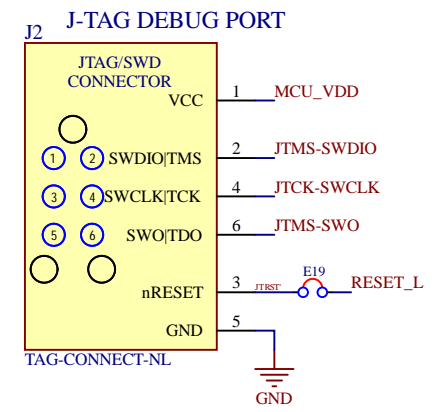 J-TAG DEBUG PORT
J2
JTAG/SWD
CONNECTOR
VCC 1 MCU_VDD
1 2 SWDIO|TMS 2 JTMS-SWDIO
3 4 SWCLK|TCK 4 JTCK-SWCLK
5 6 SWO|TDO 6 JTMS-SWO
E19
nRESET 3 JTRST RESET_L
GND 5
TAG-CONNECT-NL
GND